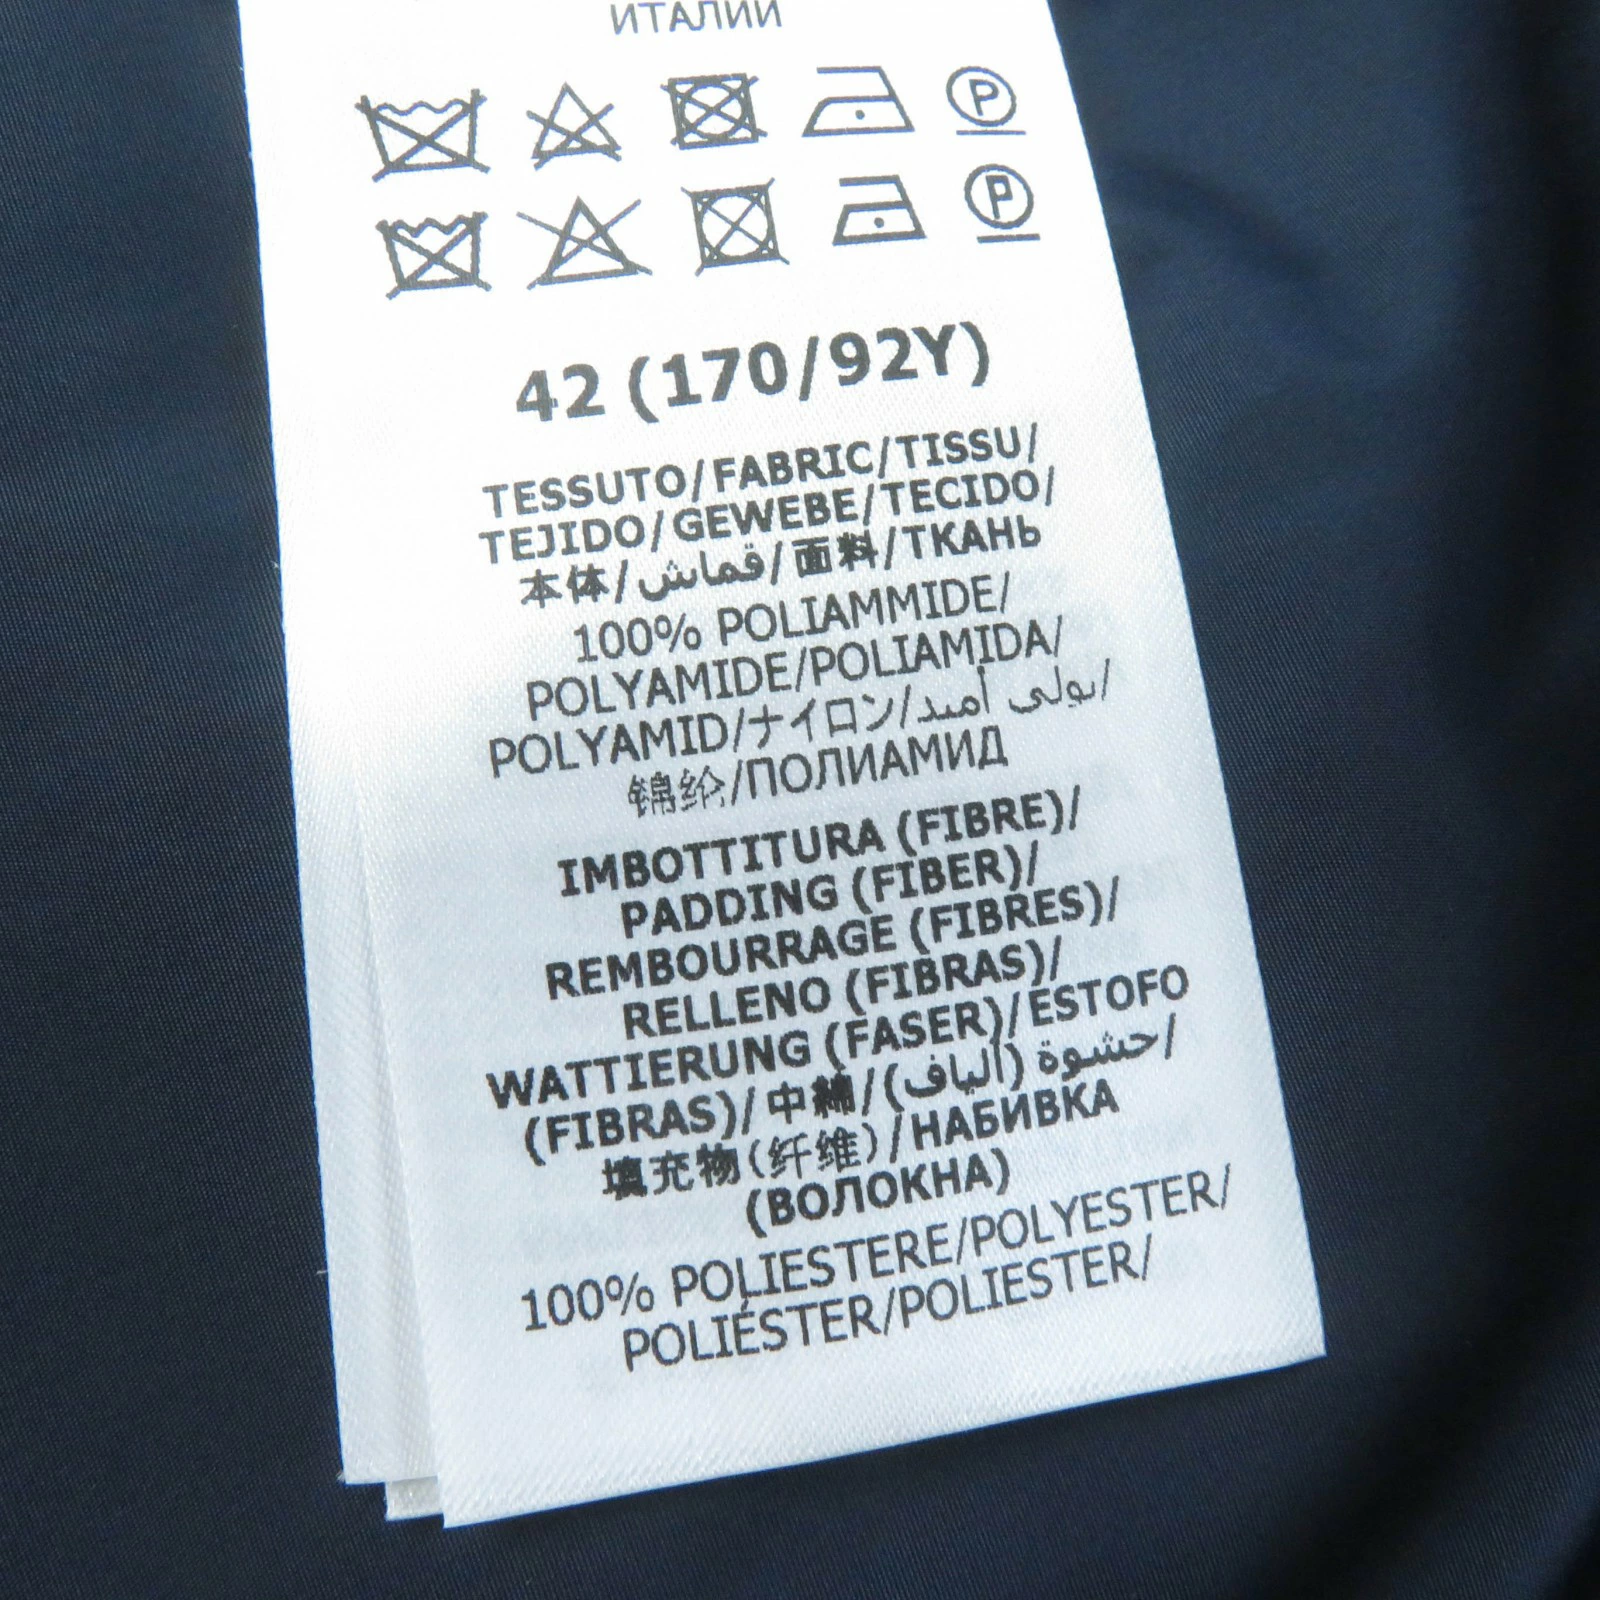 ИТАЛИИ
P
P
42 (170/92Y)
TESSUTO/FABRIC/TISSU/
TEJIDO/GEWEBE/TECIDO/
本体/قماش/面料/ТКАНЬ
100% POLIAMMIDE/
POLYAMIDE/POLIAMIDA/
POLYAMID/ナイロン/بولي أميد/
锦纶/ПОЛИАМИД
IMBOTTITURA (FIBRE)/
PADDING (FIBER)/
REMBOURRAGE (FIBRES)/
RELLENO (FIBRAS)/
WATTIERUNG (FASER)/ESTOFO
(FIBRAS)/中綿/حشوة (ألياف)/
填充物(纤维)/НАБИВКА
(ВОЛОКНА)
100% POLIESTERE/POLYESTER/
POLIÉSTER/POLIESTER/